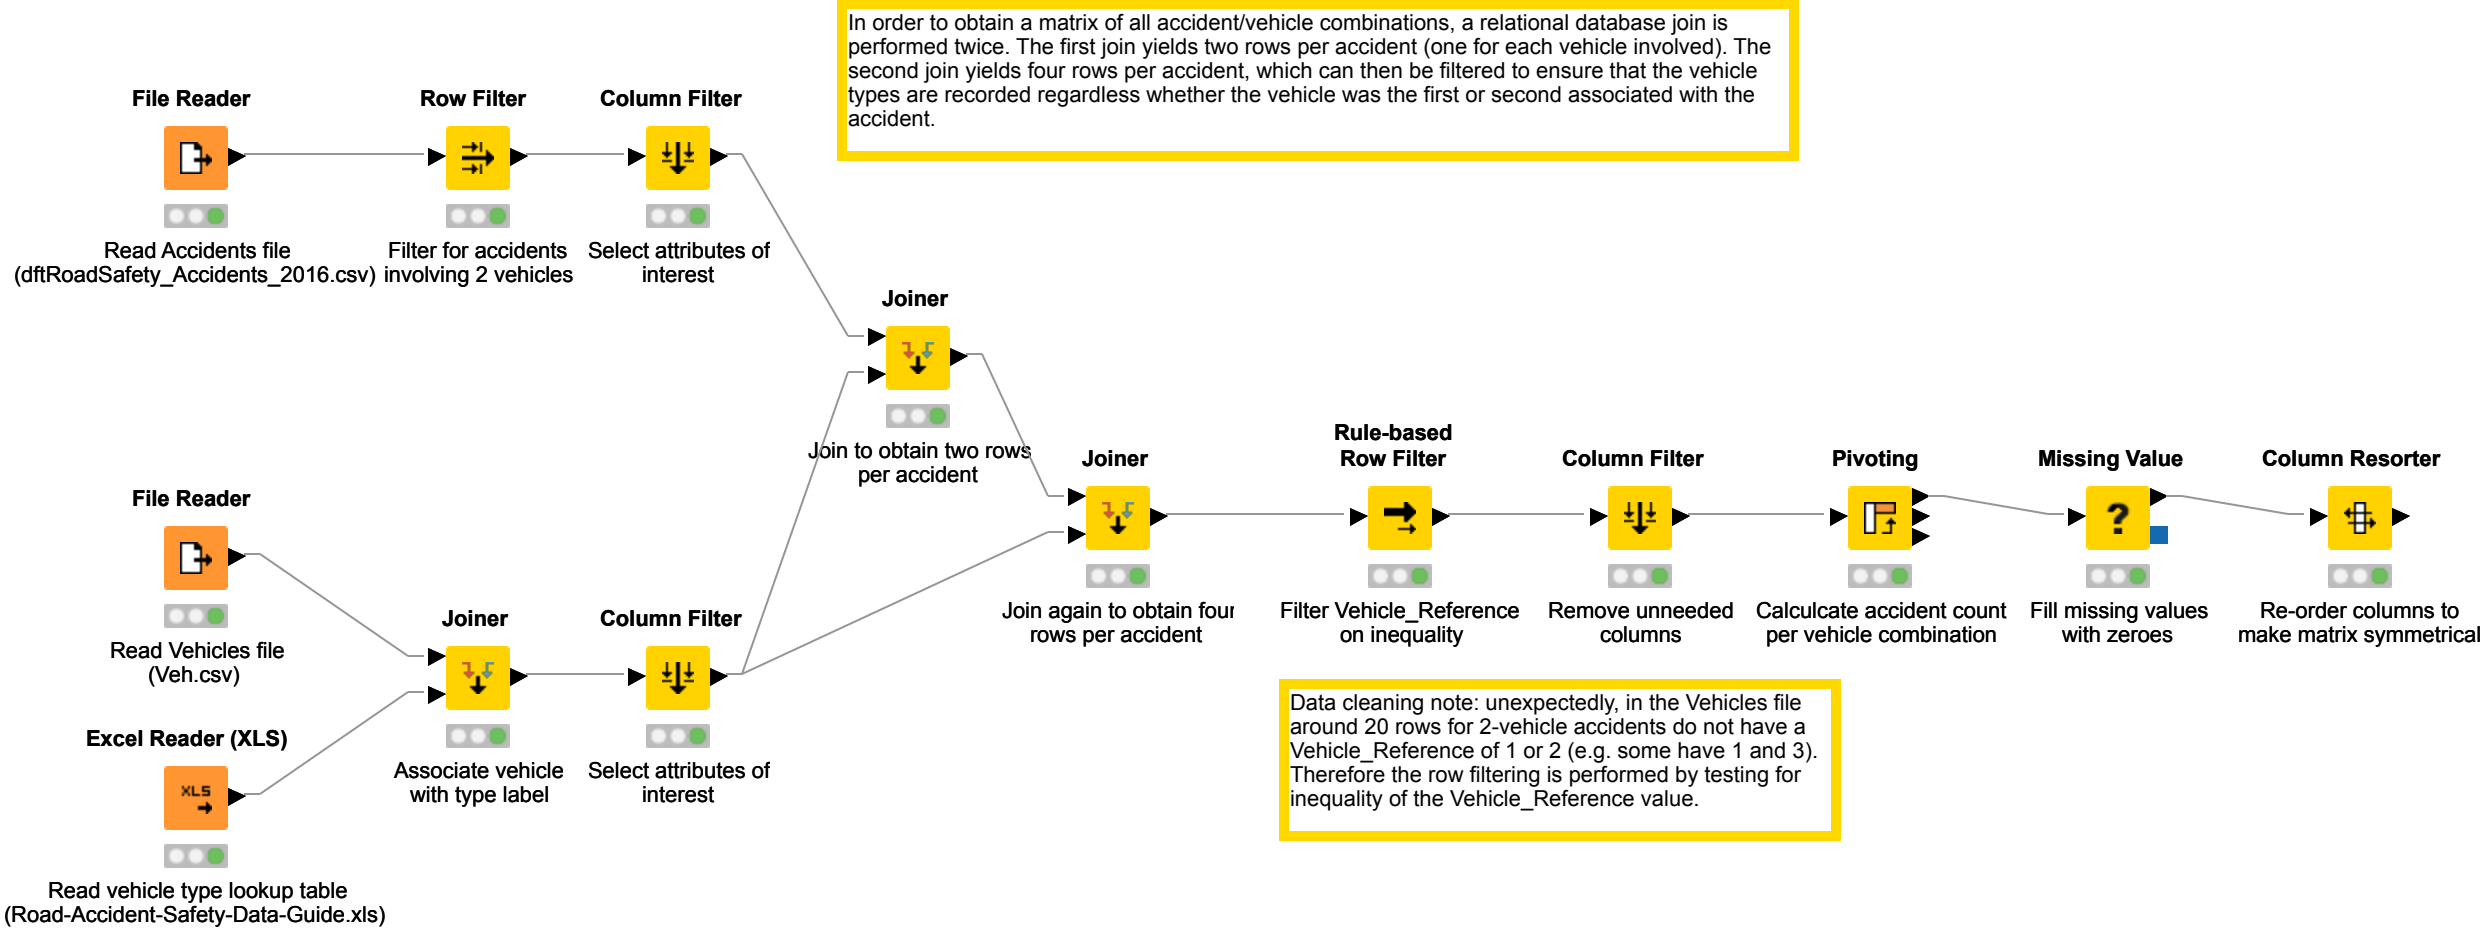 In order to obtain a matrix of all accident/vehicle combinations, a relational database join is
performed twice. The first join yields two rows per accident (one for each vehicle involved). The
second join yields four rows per accident, which can then be filtered to ensure that the vehicle
types are recorded regardless whether the vehicle was the first or second associated with the
accident.
File Reader
Read Accidents file
(dftRoadSafety_Accidents_2016.csv)
Row Filter
Filter for accidents
involving 2 vehicles
Column Filter
Select attributes of
interest
Joiner
Join to obtain two rows
per accident
File Reader
Read Vehicles file
(Veh.csv)
Excel Reader (XLS)
XLS
Read vehicle type lookup table
(Road-Accident-Safety-Data-Guide.xls)
Joiner
Associate vehicle
with type label
Column Filter
Select attributes of
interest
Joiner
Join again to obtain four
rows per accident
Rule-based
Row Filter
Filter Vehicle_Reference
on inequality
Column Filter
Remove unneeded
columns
Pivoting
Calculcate accident count
per vehicle combination
Missing Value
?
Fill missing values
with zeroes
Column Resorter
Re-order columns to
make matrix symmetrical
Data cleaning note: unexpectedly, in the Vehicles file
around 20 rows for 2-vehicle accidents do not have a
Vehicle_Reference of 1 or 2 (e.g. some have 1 and 3).
Therefore the row filtering is performed by testing for
inequality of the Vehicle_Reference value.